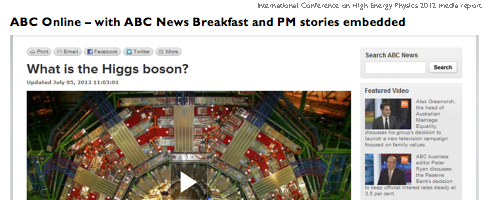 International Conference on High Energy Physics 2012 media report
ABC Online – with ABC News Breakfast and PM stories embedded
Print
Email
Facebook
Twitter
More
What is the Higgs boson?
Updated July 05, 2012 11:03:01
Search ABC News
Search
Featured Video
Alex Greenwich,
the head of
Australian
Marriage
Equality,
discusses his group's decision to
launch a new television campaign
focused on family values.
ABC business
editor Peter
Ryan discusses
the Reserve
Bank's decision
to keep official interest rates steady at
3.5 per cent.